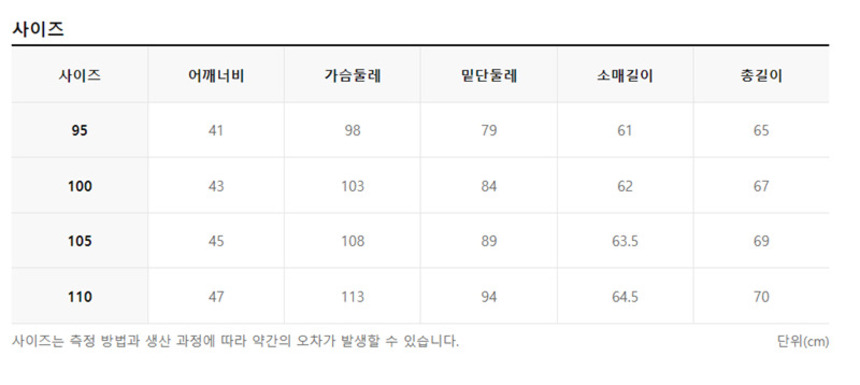 사이즈
사이즈 어깨너비 가슴둘레 밑단둘레 소매길이 총길이
95 41 98 79 61 65
100 43 103 84 62 67
105 45 108 89 63.5 69
110 47 113 94 64.5 70
사이즈는 측정 방법과 생산 과정에 따라 약간의 오차가 발생할 수 있습니다. 단위(cm)